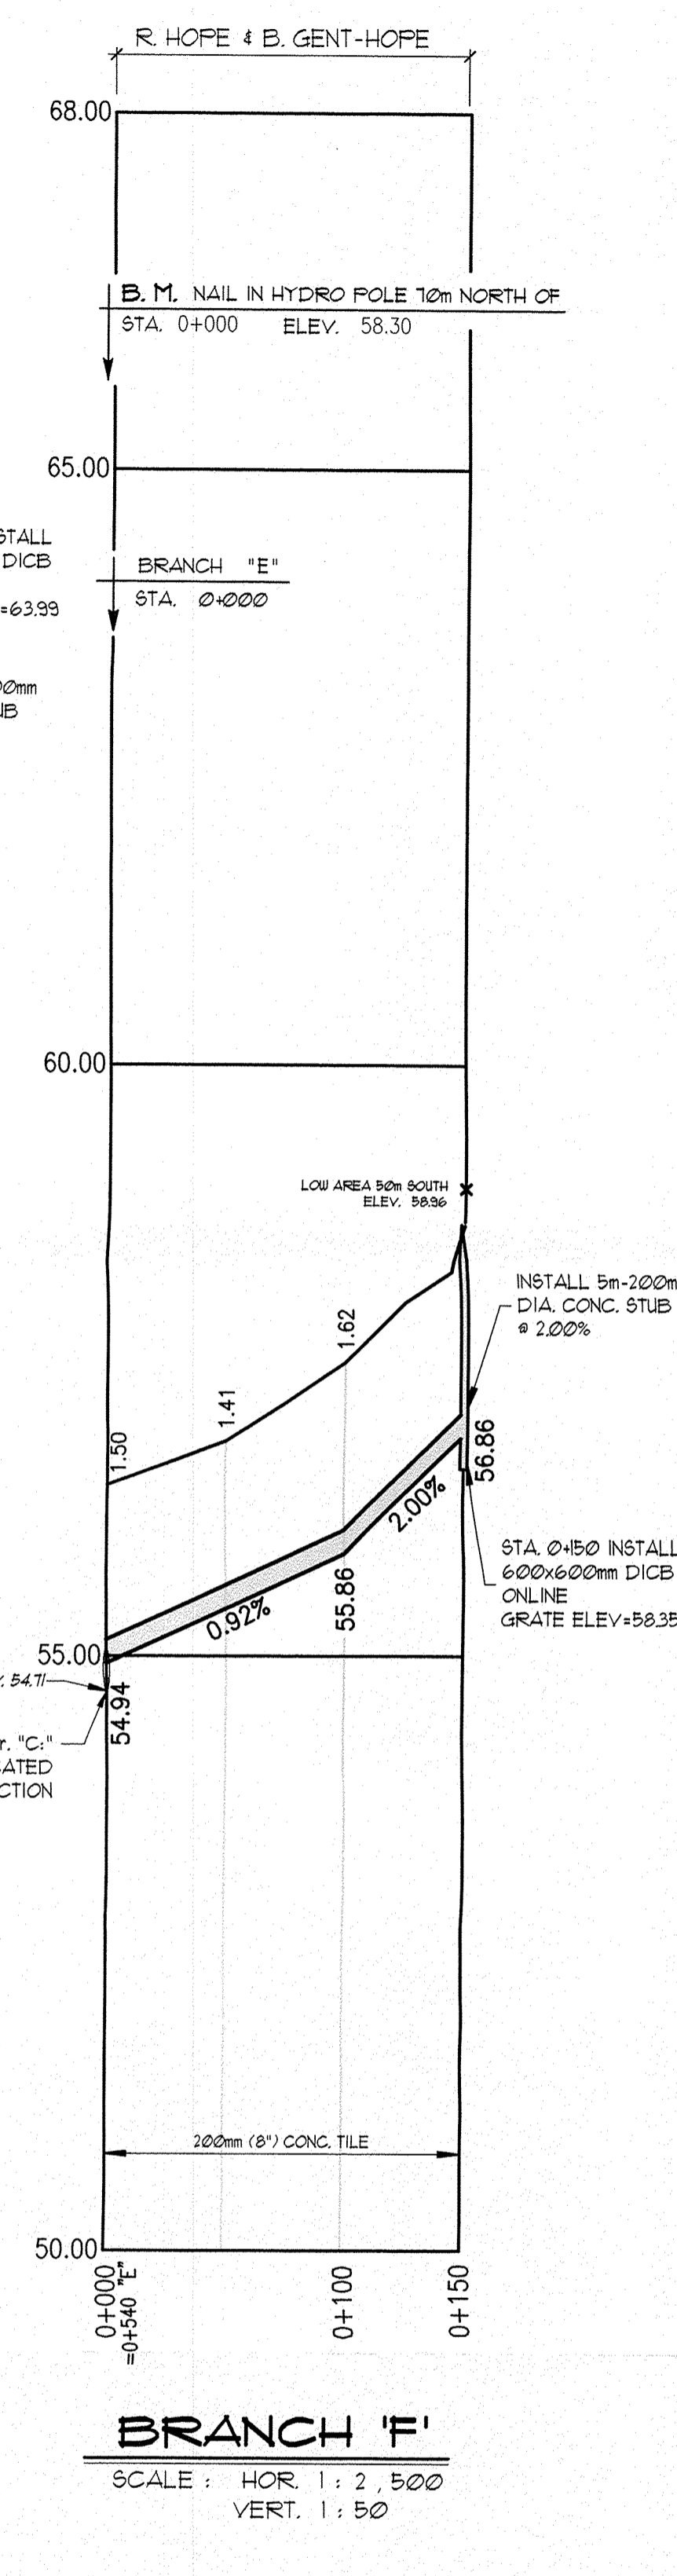 R. HOPE & B. GENT-HOPE
68.00
B. M. NAIL IN HYDRO POLE 70m NORTH OF
STA. 0+000 ELEV. 58.30
65.00
STALL
DICB
=63.99
BRANCH "E"
STA. 0+000
0mm
UB
60.00
LOW AREA 50m SOUTH
ELEV. 58.96
INSTALL 5m-200m
DIA. CONC. STUB
@ 2.00%
1.62
1.41
1.50
56.86
2.00%
STA. 0+150 INSTALL
600x600mm DICB
ONLINE
GRATE ELEV=58.35
55.86
0.92%
55.00
. 54.71
54.94
r. "C:"
CATED
CTION
200mm (8") CONC. TILE
50.00
0+000
=0+540 "E"
0+100
0+150
BRANCH 'F'
SCALE : HOR. 1 : 2 , 500
VERT. 1 : 50